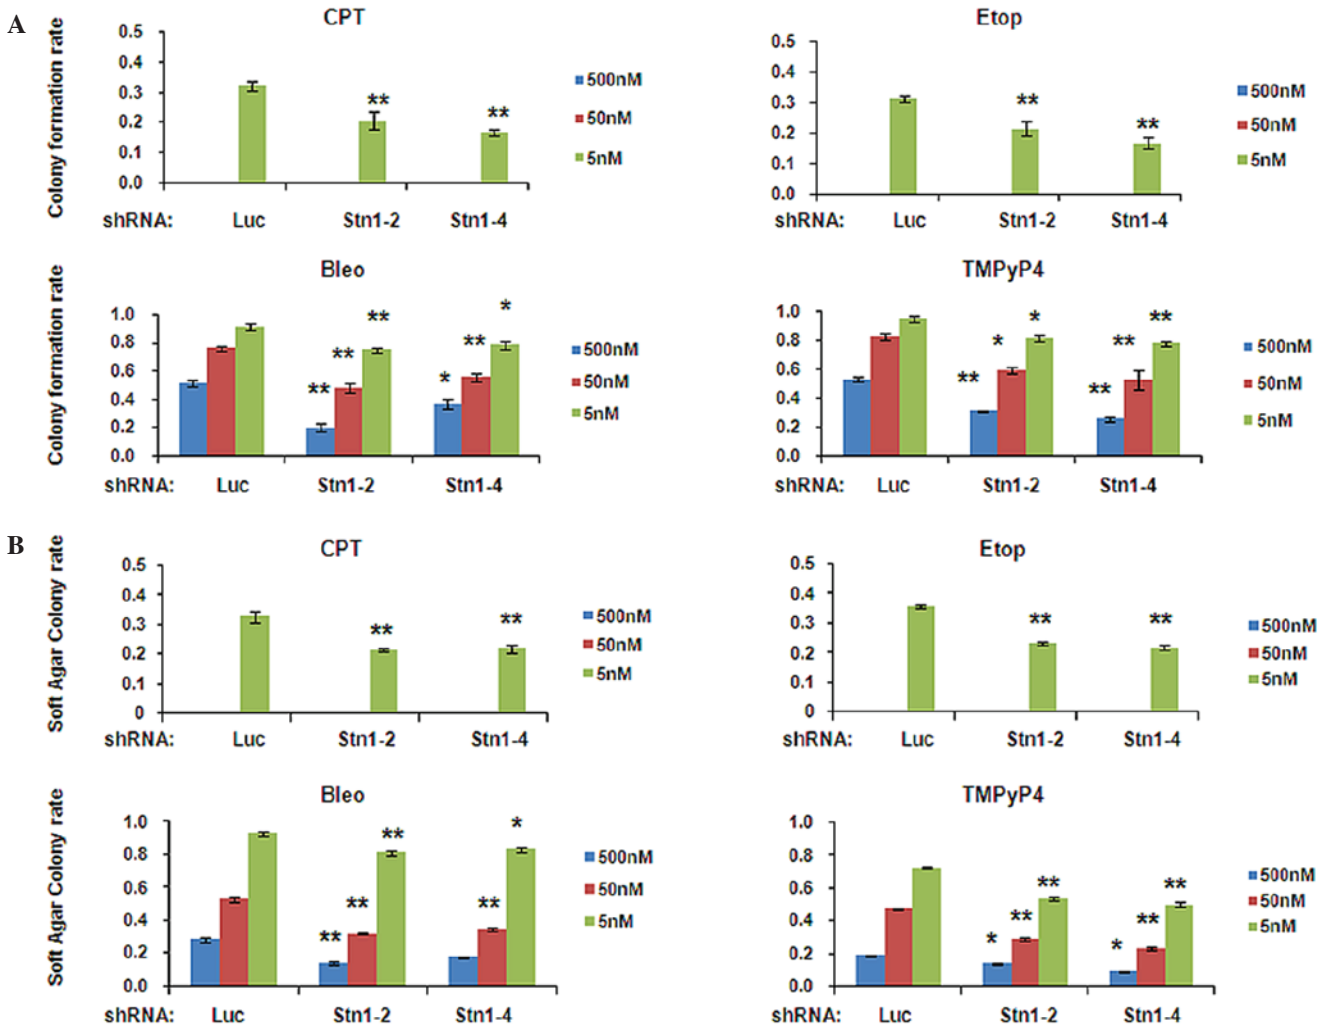 A
CPT
Colony formation rate
0.5
0.4
0.3
0.2
0.1
0.0
**
**
500nM
50nM
5nM
shRNA: Luc Stn1-2 Stn1-4
Etop
0.5
0.4
0.3
0.2
0.1
0.0
**
**
500nM
50nM
5nM
shRNA: Luc Stn1-2 Stn1-4
Bleo
Colony formation rate
1.0
0.8
0.6
0.4
0.2
0.0
** ** **
* ** *
500nM
50nM
5nM
shRNA: Luc Stn1-2 Stn1-4
TMPyP4
1.0
0.8
0.6
0.4
0.2
0.0
** * *
** ** **
500nM
50nM
5nM
shRNA: Luc Stn1-2 Stn1-4
B
CPT
Soft Agar Colony rate
0.5
0.4
0.3
0.2
0.1
0
**
**
500nM
50nM
5nM
shRNA: Luc Stn1-2 Stn1-4
Etop
0.5
0.4
0.3
0.2
0.1
0
**
**
500nM
50nM
5nM
shRNA: Luc Stn1-2 Stn1-4
Bleo
Soft Agar Colony rate
1.0
0.8
0.6
0.4
0.2
0.0
** ** **
** *
500nM
50nM
5nM
shRNA: Luc Stn1-2 Stn1-4
TMPyP4
1.0
0.8
0.6
0.4
0.2
0.0
* ** **
* ** **
500nM
50nM
5nM
shRNA: Luc Stn1-2 Stn1-4